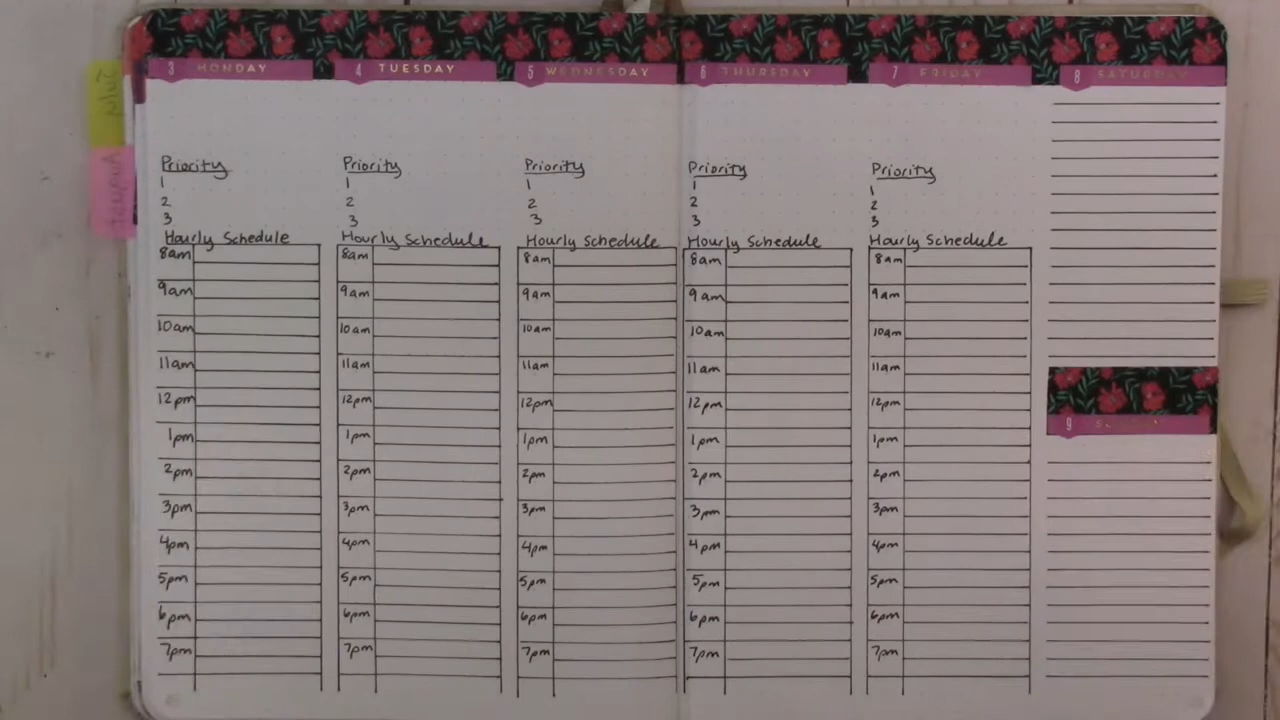 3 MONDAY
Priority
1
2
3
Hourly Schedule
8am
9am
10am
11am
12pm
1pm
2pm
3pm
4pm
5pm
6pm
7pm
4 TUESDAY
Priority
1
2
3
Hourly Schedule
8am
9am
10am
11am
12pm
1pm
2pm
3pm
4pm
5pm
6pm
7pm
5 WEDNESDAY
Priority
1
2
3
Hourly Schedule
8am
9am
10am
11am
12pm
1pm
2pm
3pm
4pm
5pm
6pm
7pm
6 THURSDAY
Priority
1
2
3
Hourly Schedule
8am
9am
10am
11am
12pm
1pm
2pm
3pm
4pm
5pm
6pm
7pm
7 FRIDAY
Priority
1
2
3
Hourly Schedule
8am
9am
10am
11am
12pm
1pm
2pm
3pm
4pm
5pm
6pm
7pm
8 SATURDAY
9
August